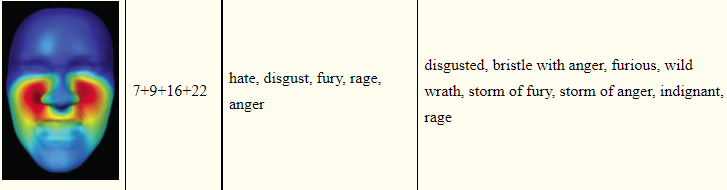 7+9+16+22
hate, disgust, fury, rage,
anger
disgusted, bristle with anger, furious, wild
wrath, storm of fury, storm of anger, indignant,
rage